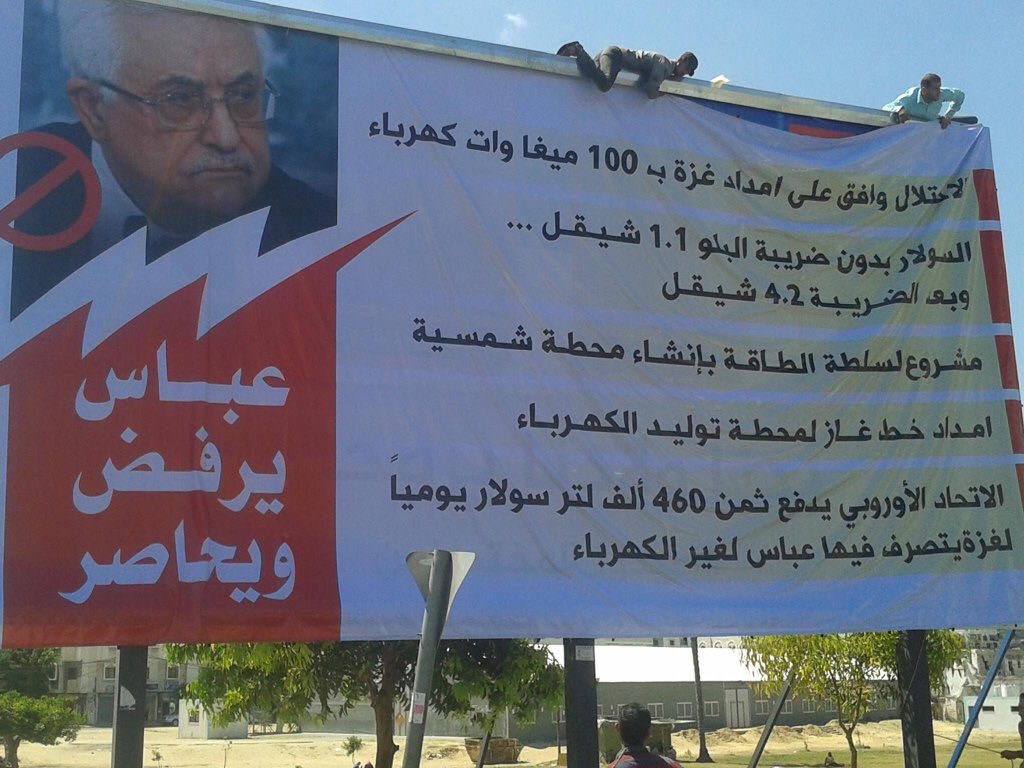 الاحتلال وافق على امداد غزة ب 100 ميغا وات كهرباء
السولار بدون ضريبة البلو 1.1 شيقل ...
وبعد الضريبة 4.2 شيقل
مشروع لسلطة الطاقة بإنشاء محطة شمسية
امداد خط غاز لمحطة توليد الكهرباء
الاتحاد الأوروبي يدفع ثمن 460 ألف لتر سولار يومياً
لغزة يتصرف فيها عباس لغير الكهرباء
عباس
يرفض
ويحاصر